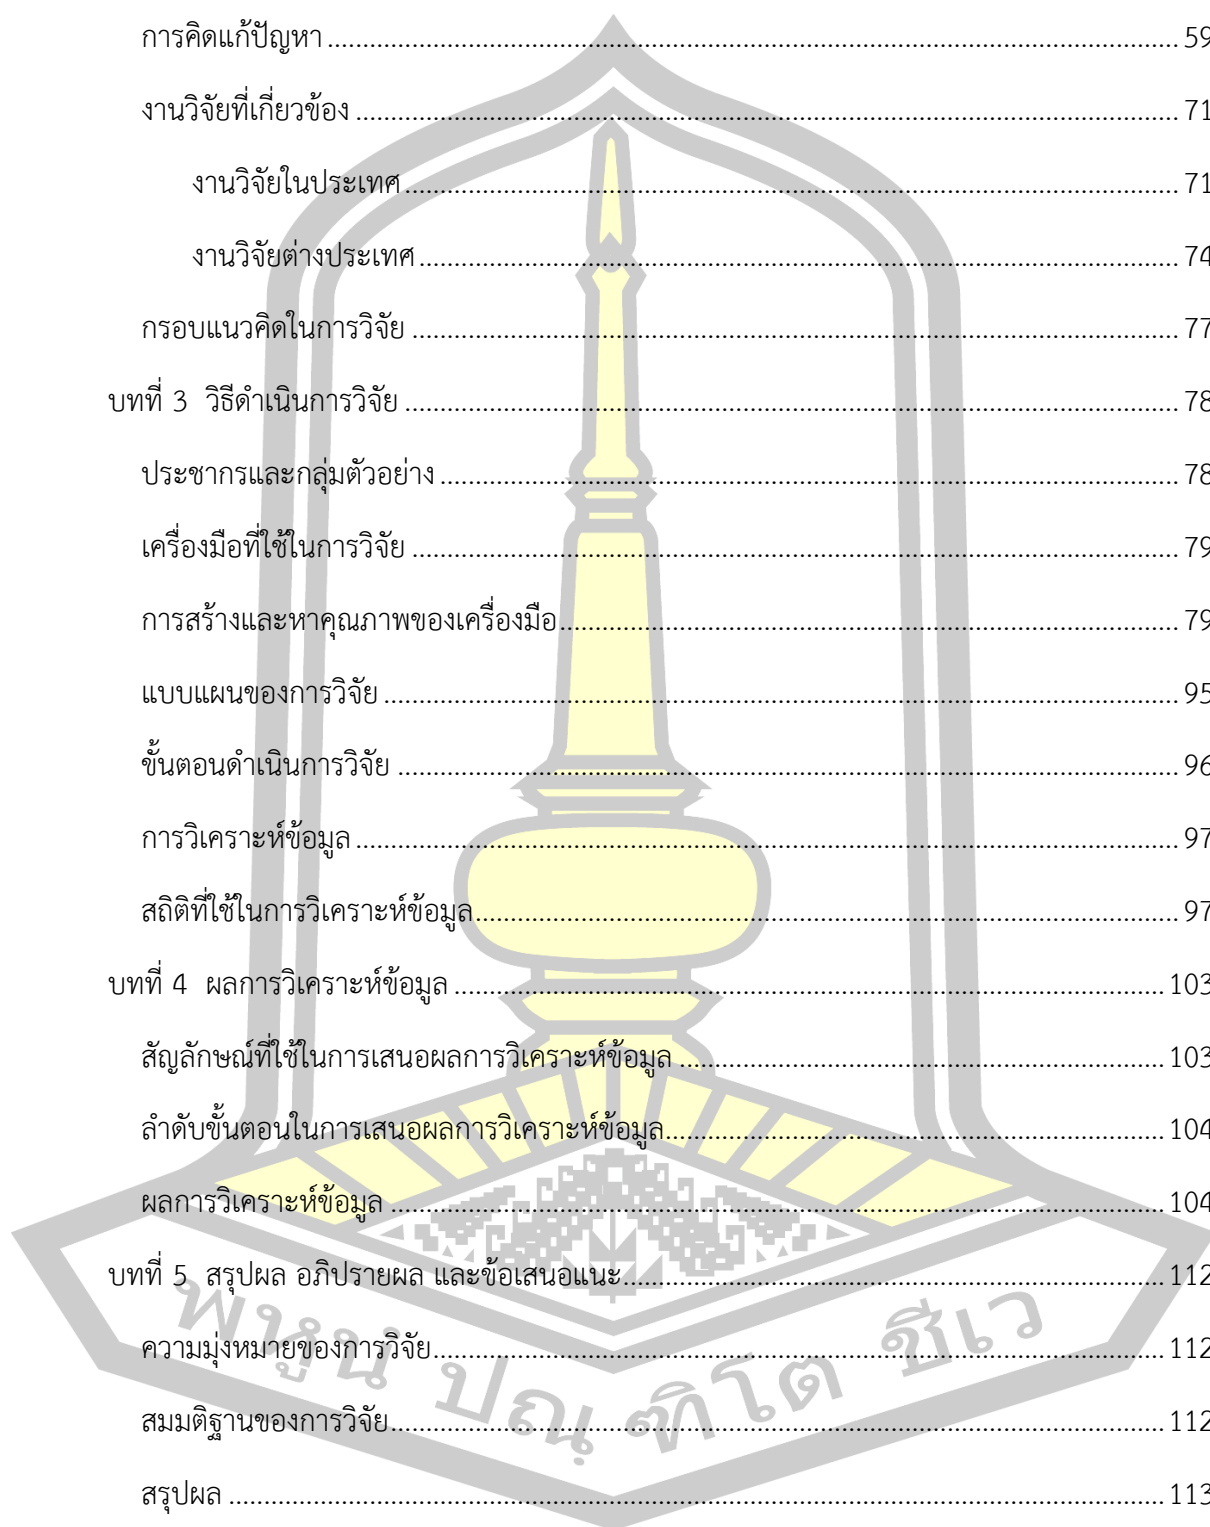 การคิดแก้ปัญหา ........ 59
งานวิจัยที่เกี่ยวข้อง ........ 71
งานวิจัยในประเทศ ........ 71
งานวิจัยต่างประเทศ ........ 74
กรอบแนวคิดในการวิจัย ........ 77
บทที่ 3 วิธีดำเนินการวิจัย ........ 78
ประชากรและกลุ่มตัวอย่าง ........ 78
เครื่องมือที่ใช้ในการวิจัย ........ 79
การสร้างและหาคุณภาพของเครื่องมือ ........ 79
แบบแผนของการวิจัย ........ 95
ขั้นตอนดำเนินการวิจัย ........ 96
การวิเคราะห์ข้อมูล ........ 97
สถิติที่ใช้ในการวิเคราะห์ข้อมูล ........ 97
บทที่ 4 ผลการวิเคราะห์ข้อมูล ........ 103
สัญลักษณ์ที่ใช้ในการเสนอผลการวิเคราะห์ข้อมูล ........ 103
ลำดับขั้นตอนในการเสนอผลการวิเคราะห์ข้อมูล ........ 104
ผลการวิเคราะห์ข้อมูล ........ 104
บทที่ 5 สรุปผล อภิปรายผล และข้อเสนอแนะ ........ 112
ความมุ่งหมายของการวิจัย ........ 112
สมมติฐานของการวิจัย ........ 112
สรุปผล ........ 113
พหูนํ ปณฺฑิโต ชีเว